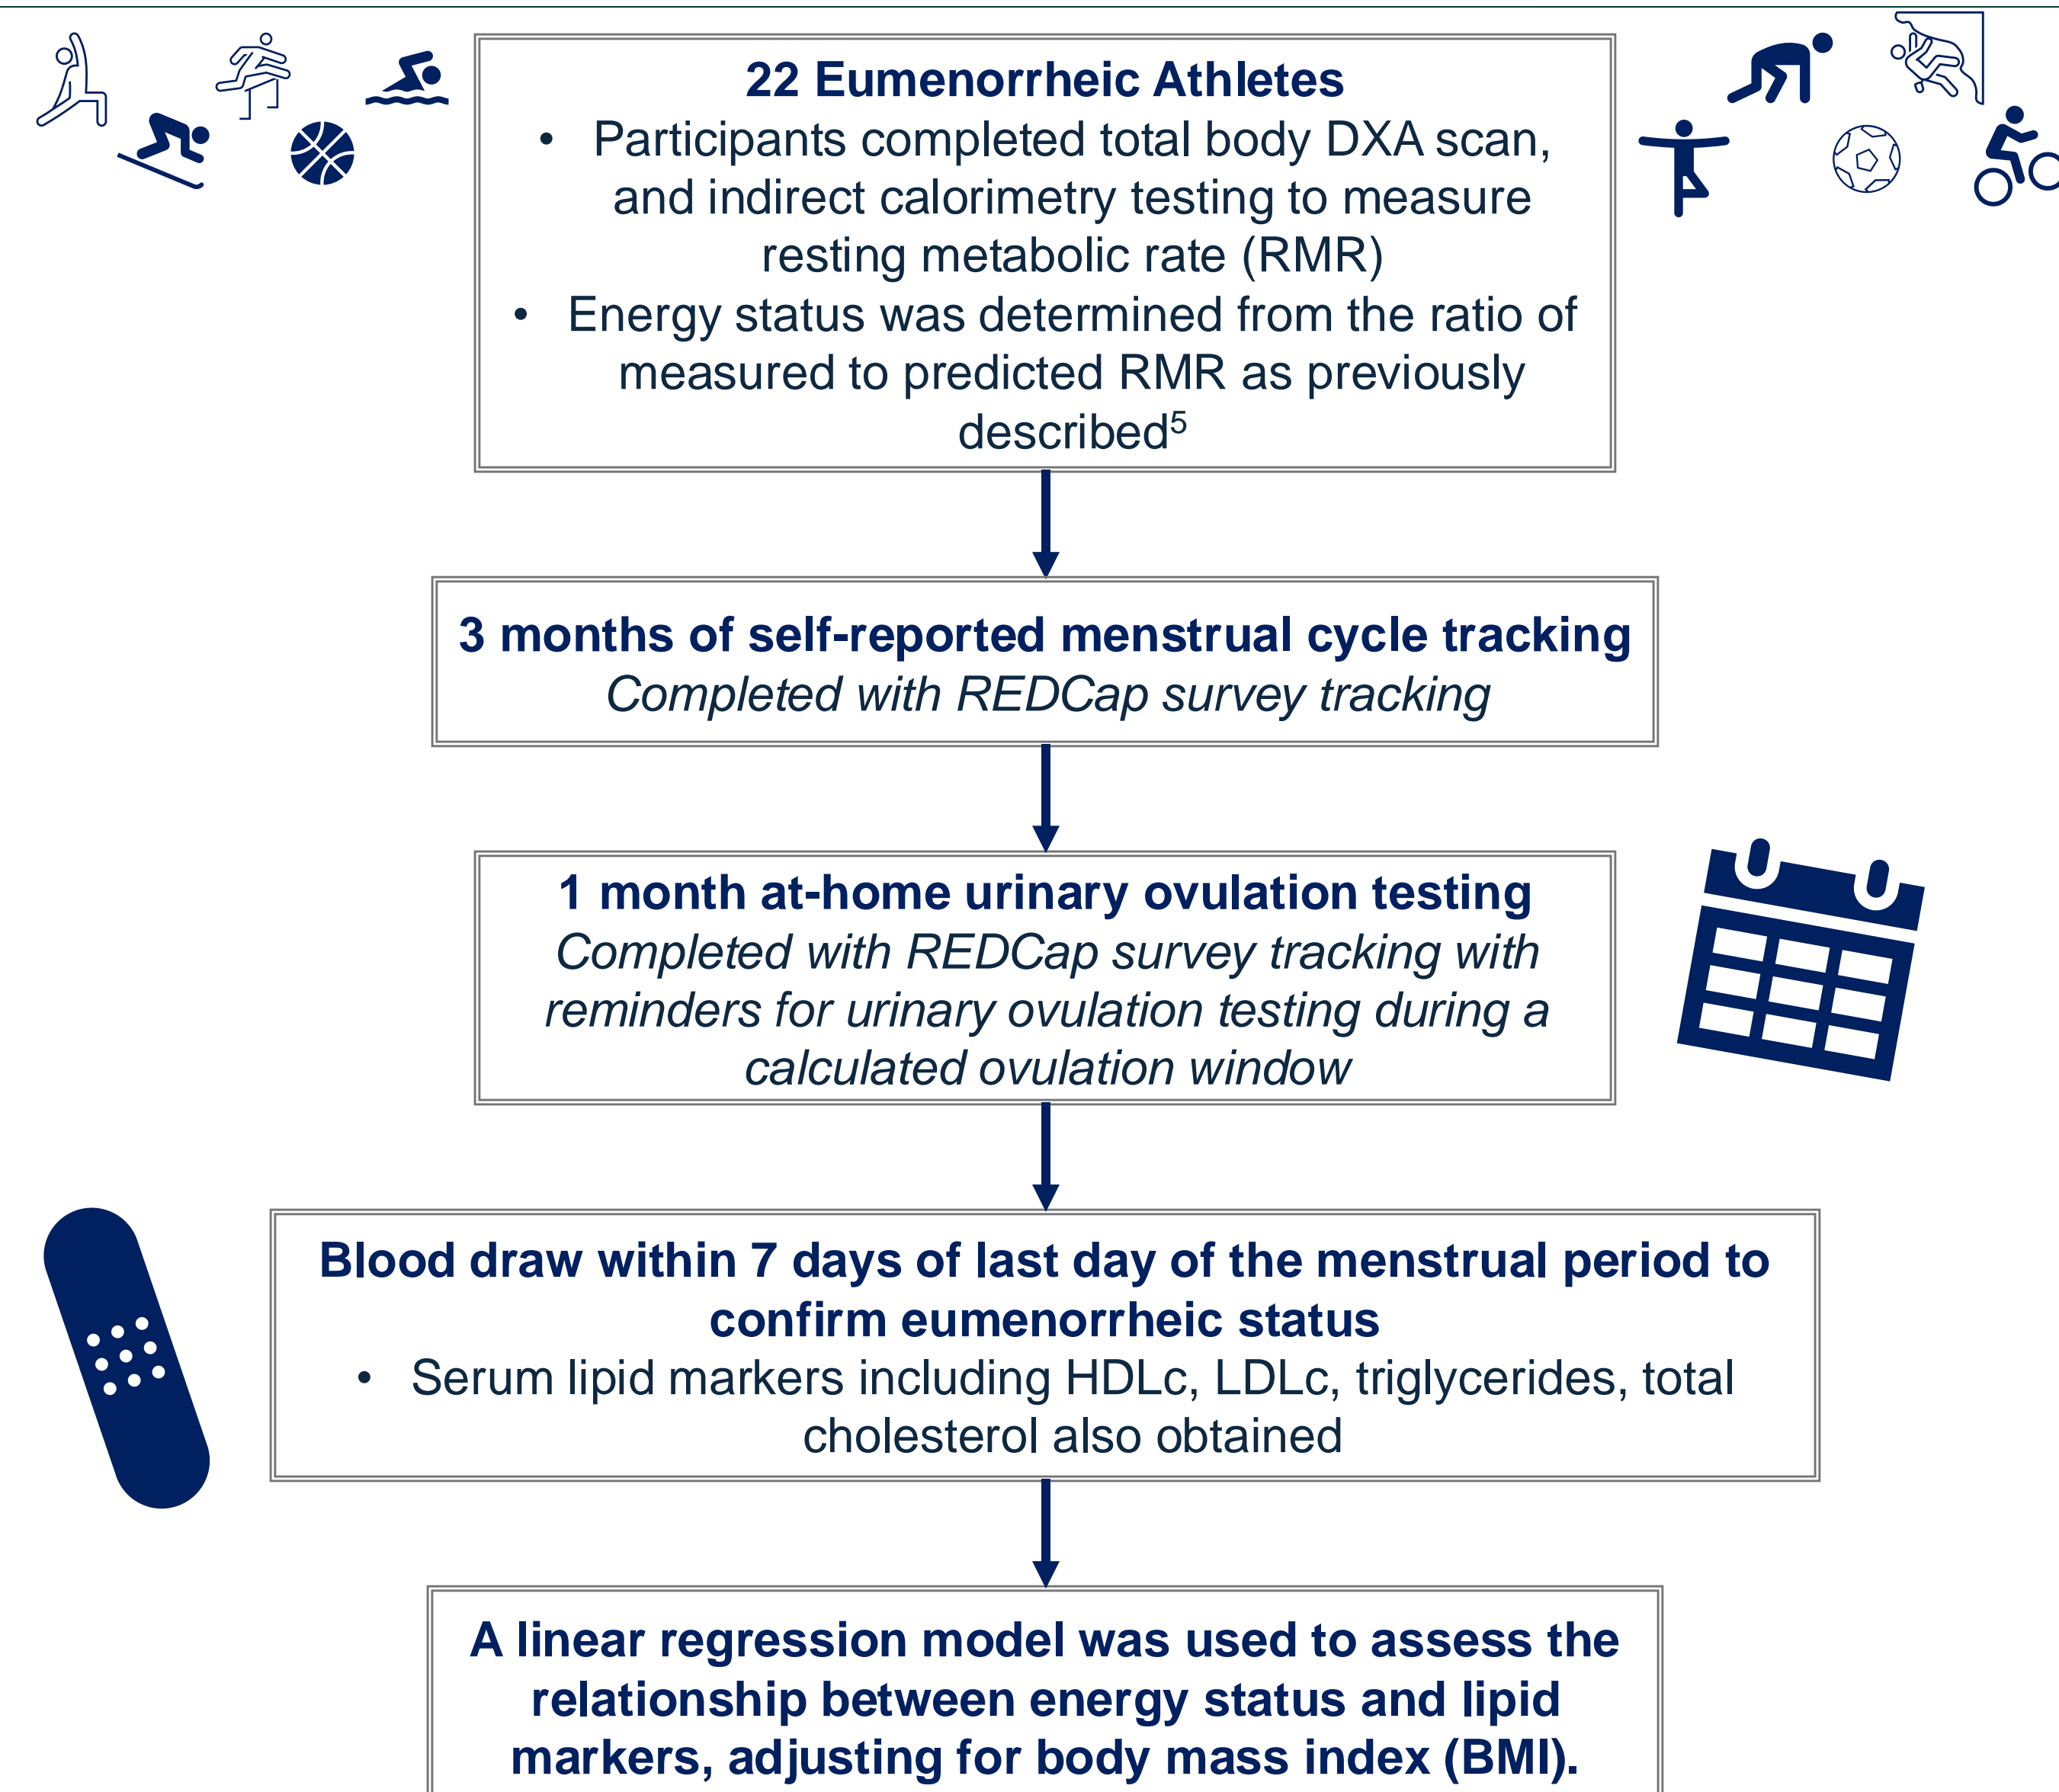 22 Eumenorrheic Athletes
• Participants completed total body DXA scan,
and indirect calorimetry testing to measure
resting metabolic rate (RMR)
• Energy status was determined from the ratio of
measured to predicted RMR as previously
described⁵
3 months of self-reported menstrual cycle tracking
Completed with REDCap survey tracking
1 month at-home urinary ovulation testing
Completed with REDCap survey tracking with
reminders for urinary ovulation testing during a
calculated ovulation window
Blood draw within 7 days of last day of the menstrual period to
confirm eumenorrheic status
• Serum lipid markers including HDLc, LDLc, triglycerides, total
cholesterol also obtained
A linear regression model was used to assess the
relationship between energy status and lipid
markers, adjusting for body mass index (BMI).